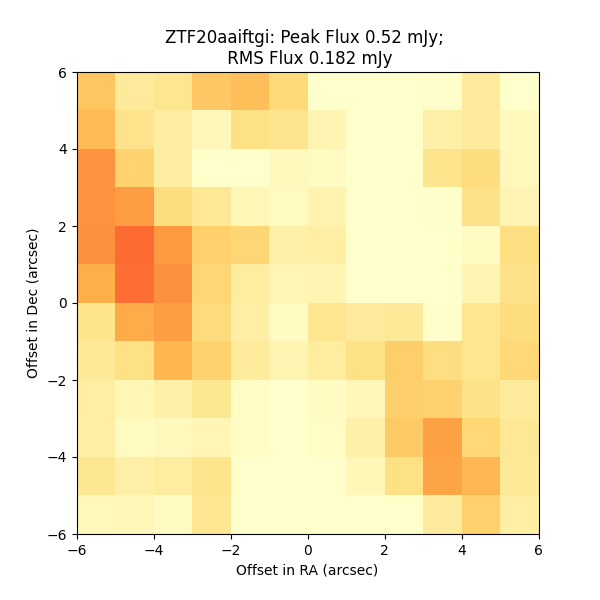 ZTF20aaiftgi: Peak Flux 0.52 mJy;
RMS Flux 0.182 mJy
6
4
2
0
−2
−4
−6
Offset in Dec (arcsec)
−6 −4 −2 0 2 4 6
Offset in RA (arcsec)